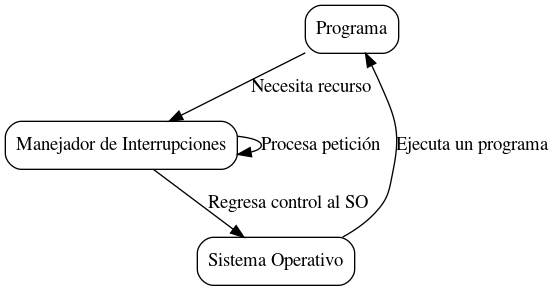 Programa
Necesita recurso
Manejador de Interrupciones
Procesa petición
Ejecuta un programa
Regresa control al SO
Sistema Operativo